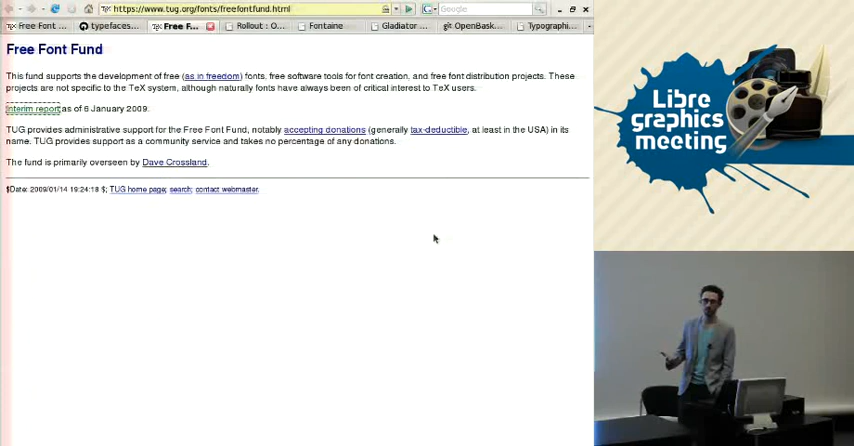 https://www.tug.org/fonts/freefontfund.html
Google
Free Font ...
typefaces...
Free F...
Rollout : O...
Fontaine
Gladiator ...
OpenBask...
Typographi...
Free Font Fund
This fund supports the development of free (as in freedom) fonts, free software tools for font creation, and free font distribution projects. These
projects are not specific to the TeX system, although naturally fonts have always been of critical interest to TeX users.
Interim report as of 6 January 2009.
TUG provides administrative support for the Free Font Fund, notably accepting donations (generally tax-deductible, at least in the USA) in its
name. TUG provides support as a community service and takes no percentage of any donations.
The fund is primarily overseen by Dave Crossland.
$Date: 2009/01/14 19:24:18 $; TUG home page; search; contact webmaster.
Libre
graphics
meeting